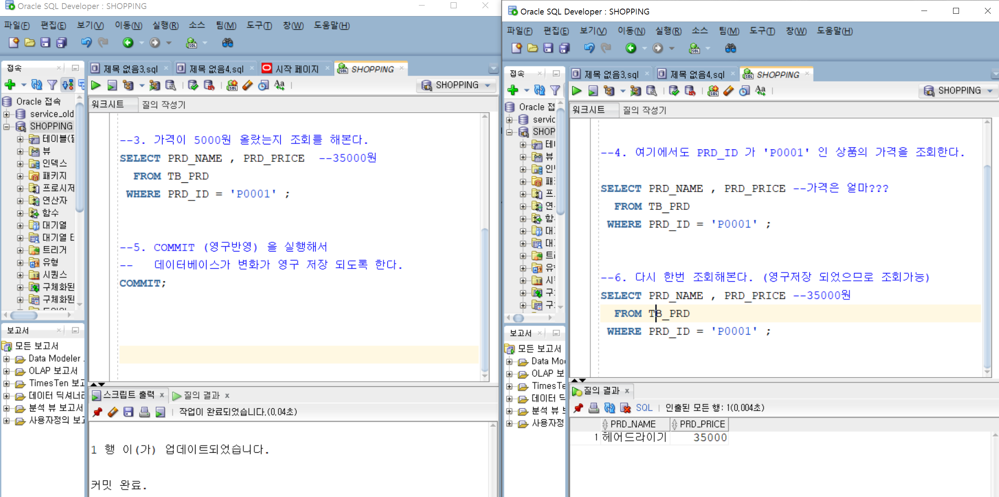 Oracle SQL Developer : SHOPPING
파일(F) 편집(E) 보기(V) 이동(N) 실행(R) 소스 팀(M) 도구(T) 창(W) 도움말(H)
접속
제목 없음3.sql
제목 없음4.sql
시작 페이지
SHOPPING
SHOPPING
Oracle 접속
service_old
SHOPPING
뷰
인덱스
패키지
프로시저
연산자
함수
대기열
대기열
트리거
유형
시퀀스
구체화된
구체화된
워크시트 질의 작성기
--3. 가격이 5000원 올랐는지 조회를 해본다.
SELECT PRD_NAME , PRD_PRICE --35000원
FROM TB_PRD
WHERE PRD_ID = 'P0001' ;
--5. COMMIT (영구반영) 을 실행해서
-- 데이터베이스가 변화가 영구 저장 되도록 한다.
COMMIT;
보고서
모든 보고서
Data Modeler
OLAP 보고서
TimesTen
데이터
분석 뷰 보고서
사용자정의
스크립트 출력 질의 결과
작업이 완료되었습니다.(0.04초)
1 행 이(가) 업데이트되었습니다.
커밋 완료.
Oracle SQL Developer : SHOPPING
파일(F) 편집(E) 보기(V) 이동(N) 실행(R) 소스 팀(M) 도구(T) 창(W) 도움말(H)
접속
제목 없음3.sql
제목 없음4.sql
SHOPPING
SHOPPING
Oracle
뷰
워크시트 질의 작성기
--4. 여기에서도 PRD_ID 가 'P0001' 인 상품의 가격을 조회한다.
SELECT PRD_NAME , PRD_PRICE --가격은 얼마???
FROM TB_PRD
WHERE PRD_ID = 'P0001' ;
--6. 다시 한번 조회해본다. (영구저장 되었으므로 조회가능)
SELECT PRD_NAME , PRD_PRICE --35000원
FROM TB_PRD
WHERE PRD_ID = 'P0001' ;
보고서
모든 보고서
Data
OLAP
데이터
분석 뷰
질의 결과
SQL 인출된 모든 행: 1(0.004초)
PRD_NAME PRD_PRICE
1 헤어드라이기 35000